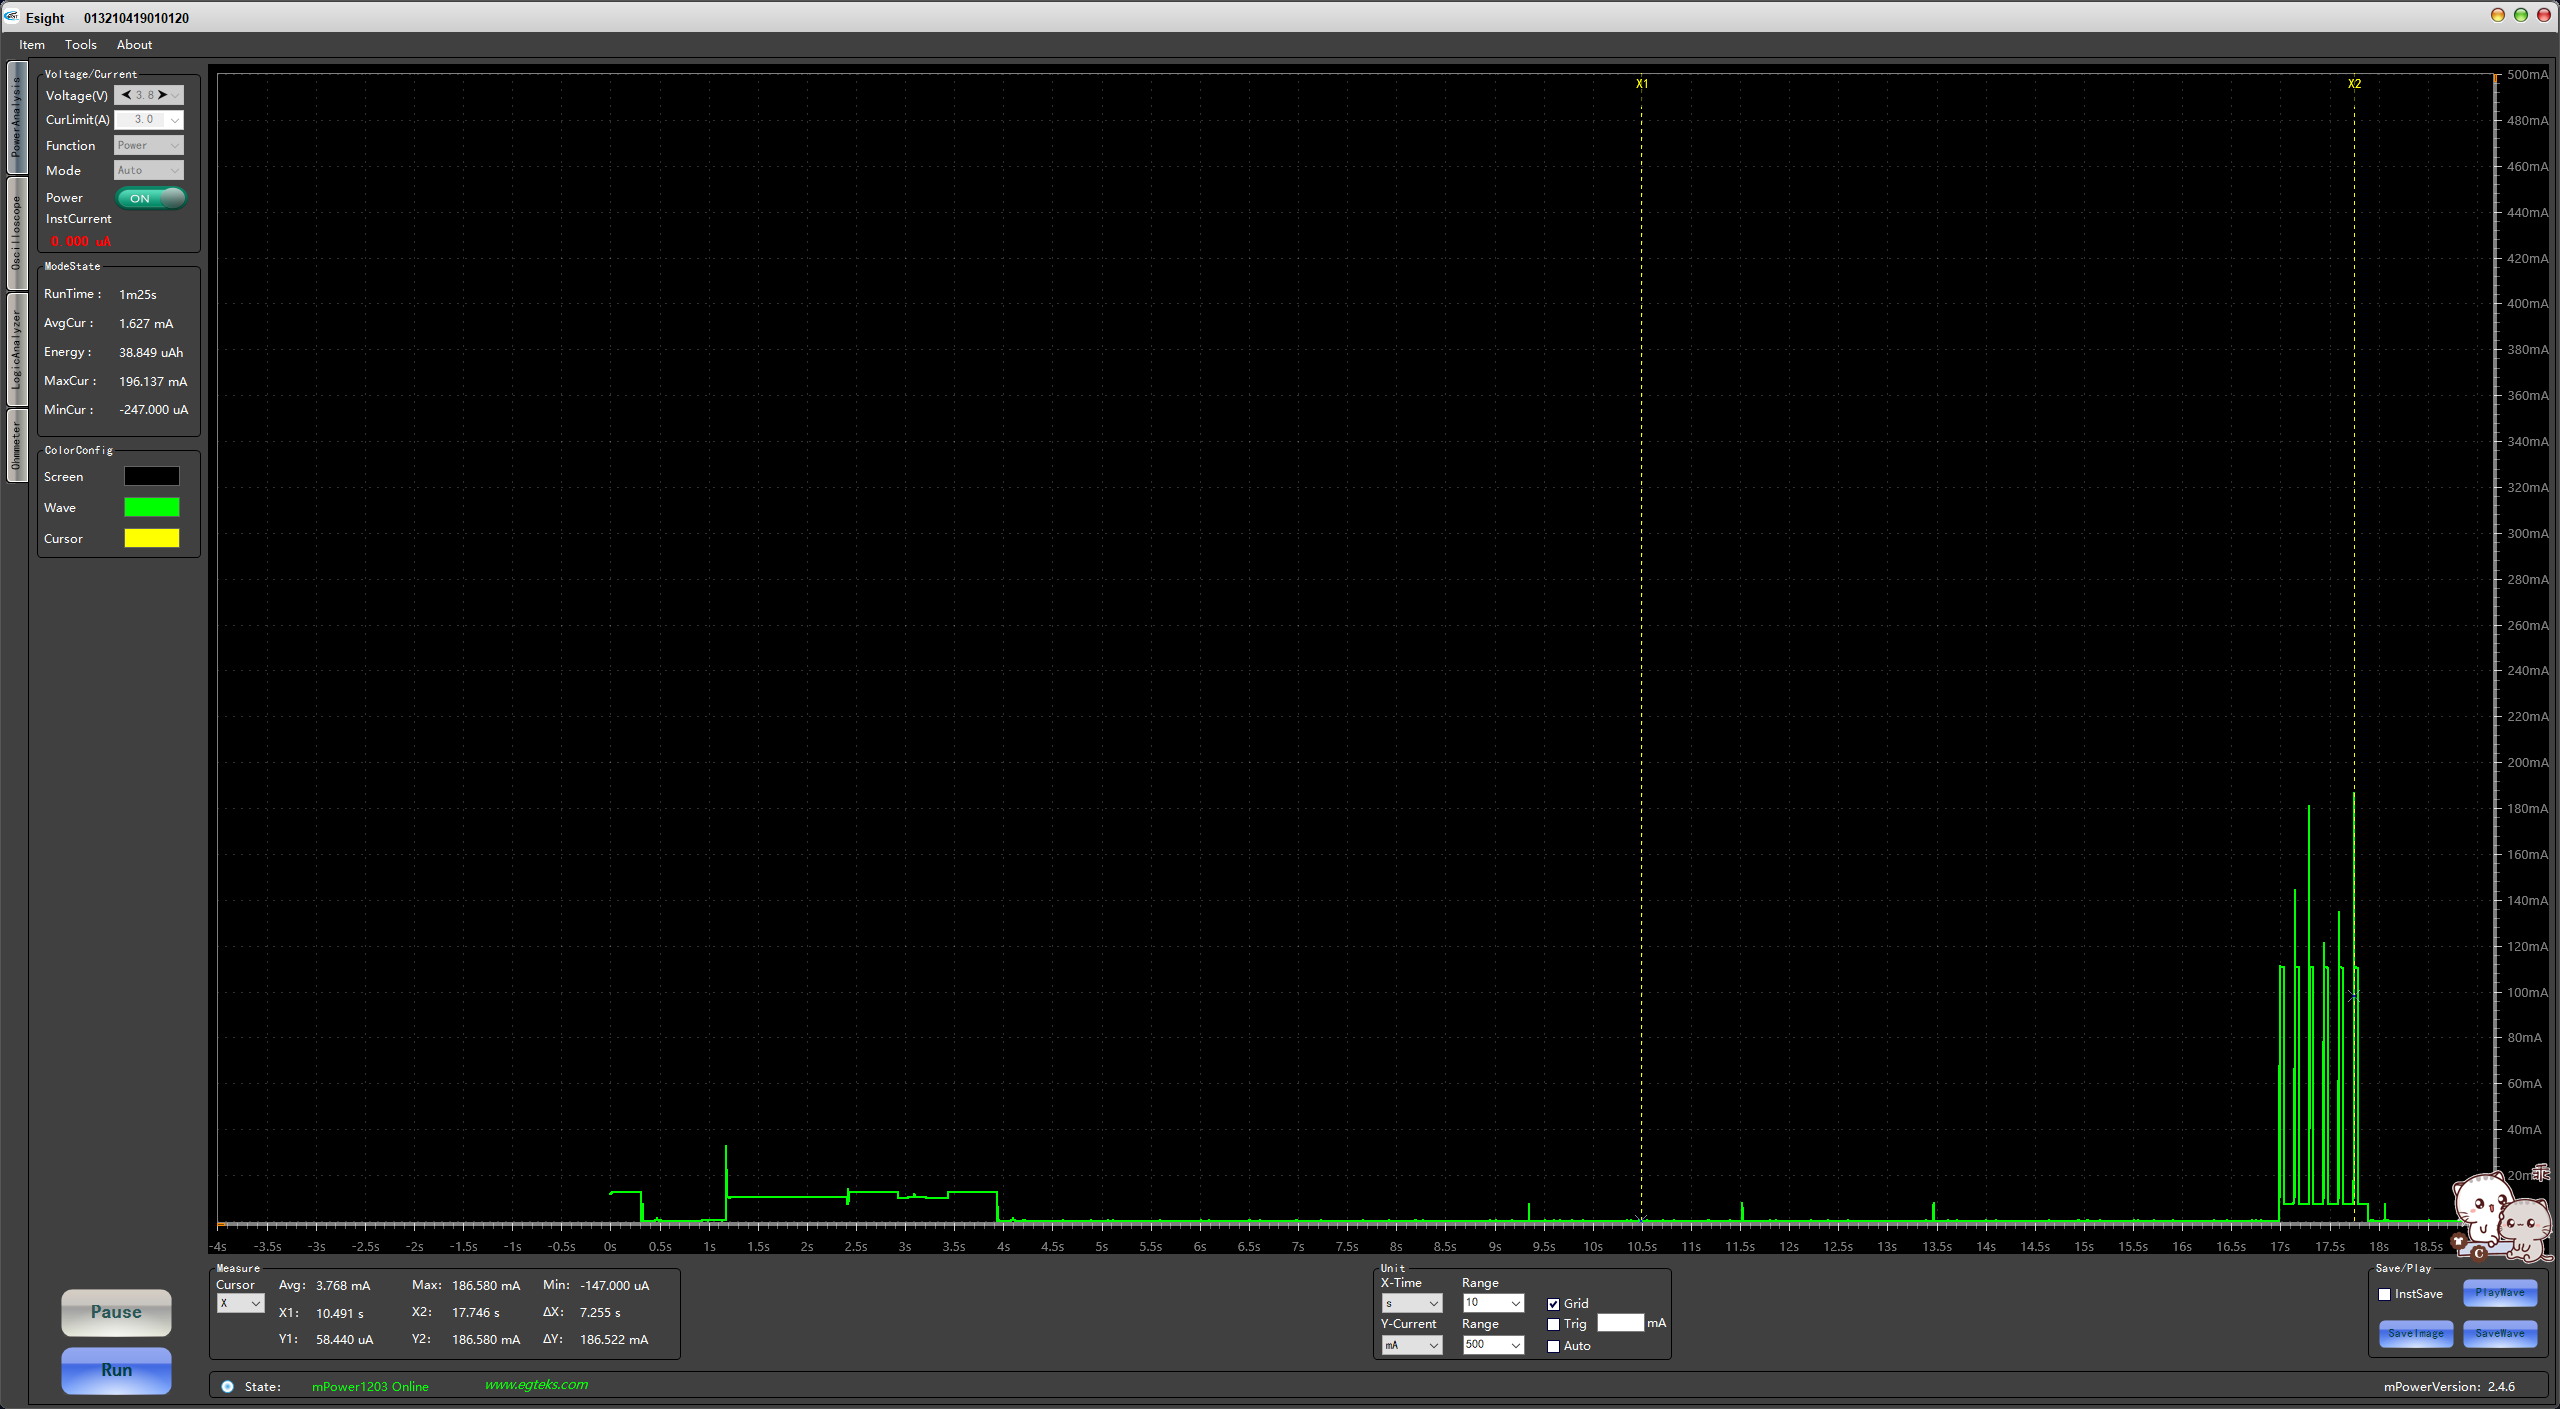 Esight 013210419010120
Item Tools About
PowerAnalysis
Oscilloscope
LogicAnalyzer
Ohmmeter
Voltage/Current
Voltage(V) 3.8
CurLimit(A) 3.0
Function Power
Mode Auto
Power ON
InstCurrent
0.000 uA
ModeState
RunTime : 1m25s
AvgCur : 1.627 mA
Energy : 38.849 uAh
MaxCur : 196.137 mA
MinCur : -247.000 uA
ColorConfig
Screen
Wave
Cursor
Pause
Run
X1 X2
500mA
480mA
460mA
440mA
420mA
400mA
380mA
360mA
340mA
320mA
300mA
280mA
260mA
240mA
220mA
200mA
180mA
160mA
140mA
120mA
100mA
80mA
60mA
40mA
20mA
乖
C
-4s -3.5s -3s -2.5s -2s -1.5s -1s -0.5s 0s 0.5s 1s 1.5s 2s 2.5s 3s 3.5s 4s 4.5s 5s 5.5s 6s 6.5s 7s 7.5s 8s 8.5s 9s 9.5s 10s 10.5s 11s 11.5s 12s 12.5s 13s 13.5s 14s 14.5s 15s 15.5s 16s 16.5s 17s 17.5s 18s 18.5s
Measure
Cursor Avg: 3.768 mA Max: 186.580 mA Min: -147.000 uA
X X1: 10.491 s X2: 17.746 s ΔX: 7.255 s
Y1: 58.440 uA Y2: 186.580 mA ΔY: 186.522 mA
Unit
X-Time Range
s 10 Grid
Y-Current Range Trig mA
mA 500 Auto
Save/Play
InstSave PlayWave
SaveImage SaveWave
State: mPower1203 Online www.egteks.com mPowerVersion: 2.4.6